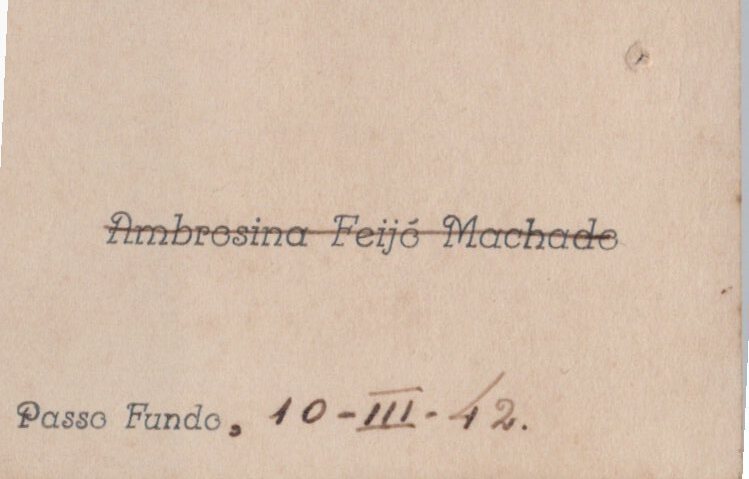 Ambrosina Feijó Machado
Passo Fundo, 10-III-42.